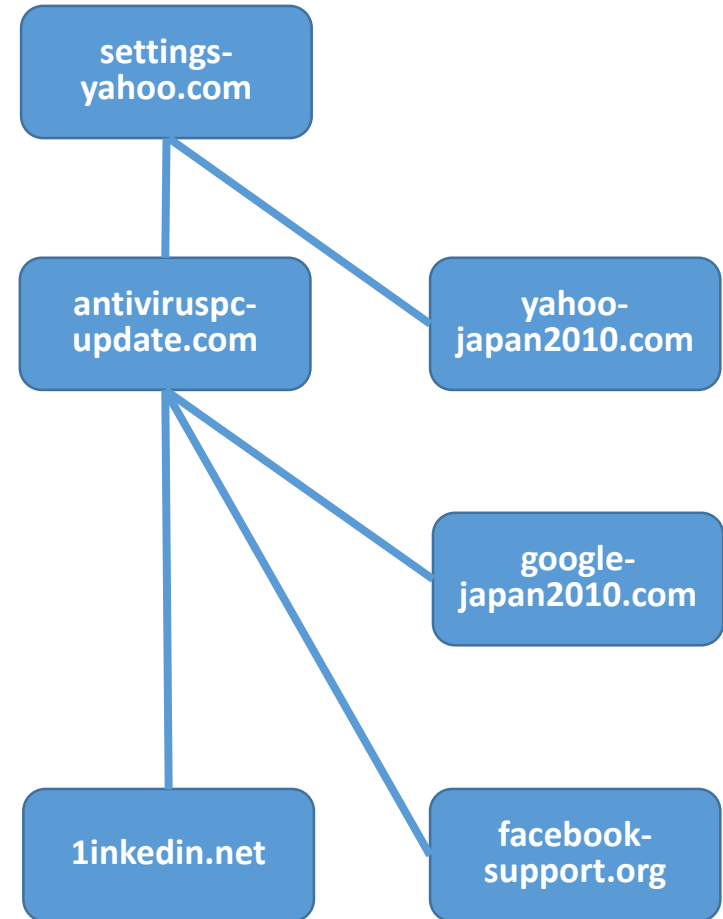 settings-
yahoo.com
antiviruspc-
update.com
yahoo-
japan2010.com
google-
japan2010.com
1inkedin.net
facebook-
support.org